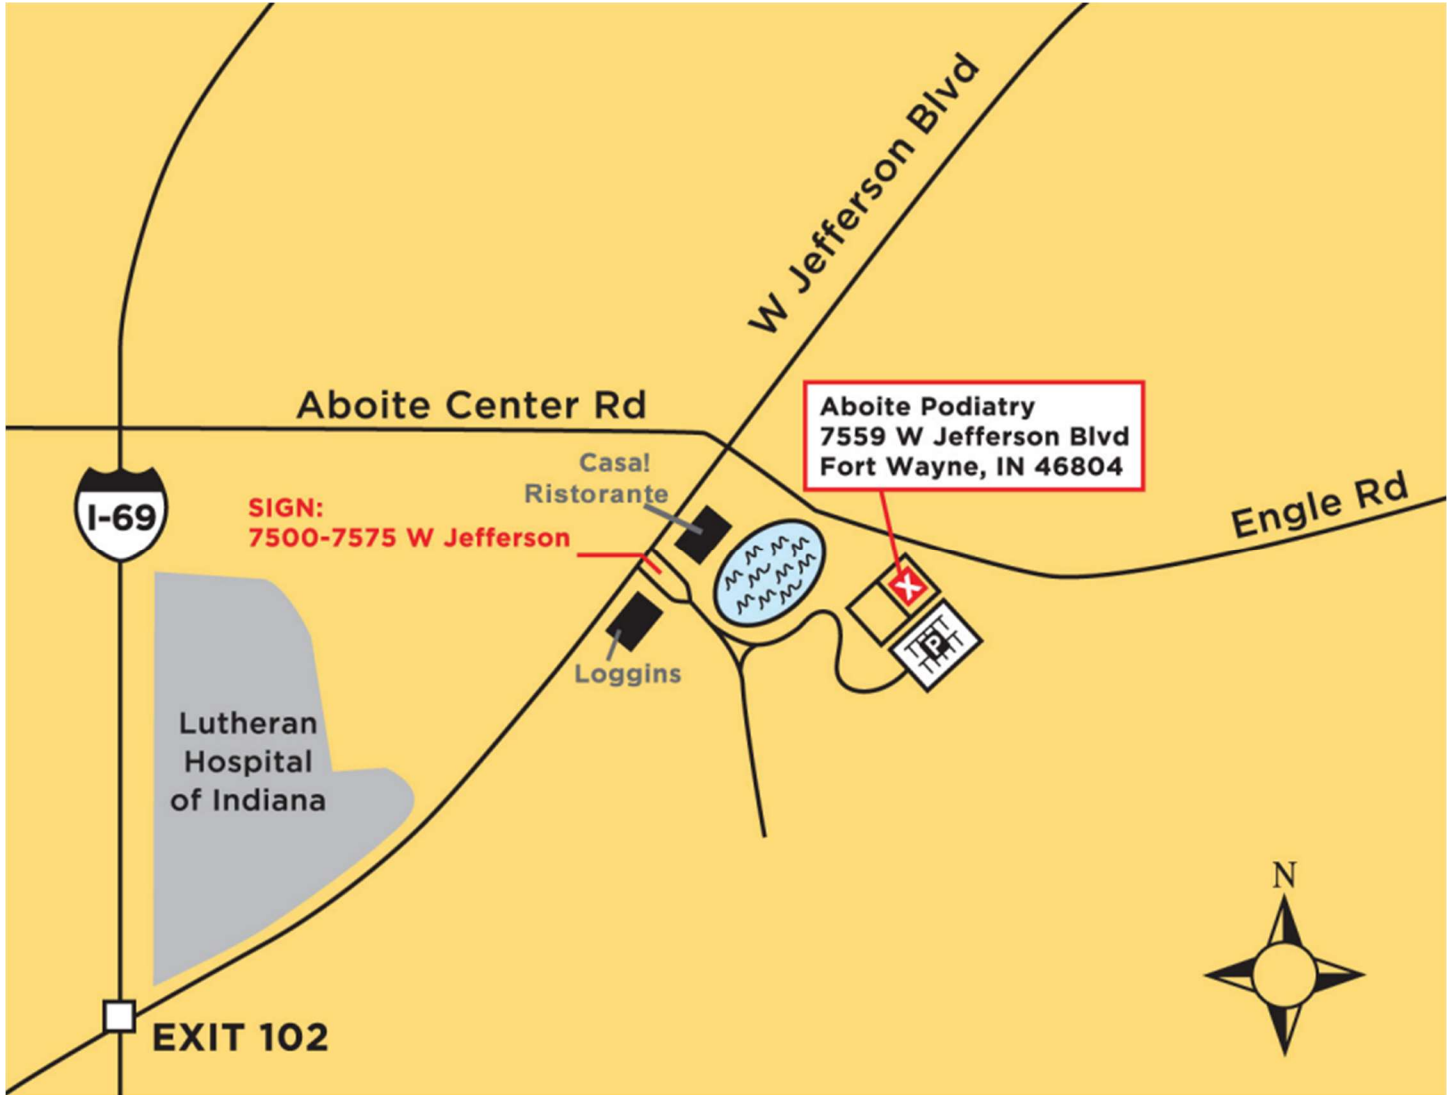 W Jefferson Blvd
Aboite Center Rd
Aboite Podiatry
7559 W Jefferson Blvd
Fort Wayne, IN 46804
Casa!
Ristorante
SIGN:
7500-7575 W Jefferson
I-69
Engle Rd
X
P
Loggins
Lutheran
Hospital
of Indiana
N
EXIT 102